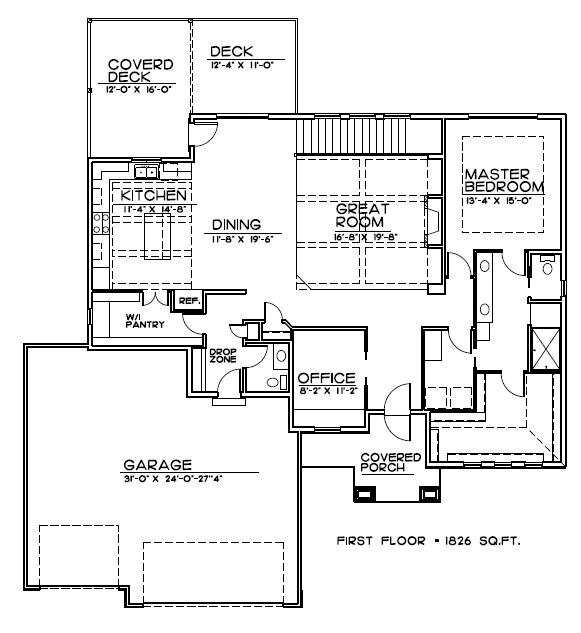 DECK
12'-4" X 11'-0"
COVERD
DECK
12'-0" X 16'-0"
MASTER
BEDROOM
13'-4" X 15'-0"
KITCHEN
11'-4" X 14'-8"
GREAT
ROOM
16'-8" X 19'-8"
DINING
11'-8" X 19'-6"
REF.
W/I
PANTRY
DROP
ZONE
OFFICE
8'-2" X 11'-2"
GARAGE
31'-0" X 24'-0"-27'4"
COVERED
PORCH
FIRST FLOOR = 1826 SQ.FT.